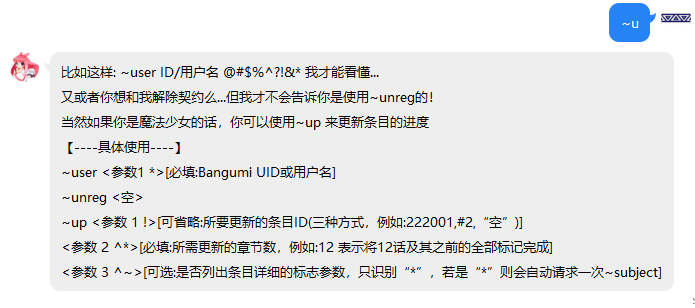 ~u
比如这样: ~user ID/用户名 @#$%^?!&* 我才能看懂...
又或者你想和我解除契约么...但我才不会告诉你是使用~unreg的!
当然如果你是魔法少女的话，你可以使用~up 来更新条目的进度
【----具体使用----】
~user <参数1 *>[必填:Bangumi UID或用户名]
~unreg <空>
~up <参数 1 !>[可省略:所要更新的条目ID(三种方式，例如:222001,#2,“空”)]
<参数 2 ^*>[必填:所需更新的章节数，例如:12 表示将12话及其之前的全部标记完成]
<参数 3 ^~>[可选:是否列出条目详细的标志参数，只识别“*”，若是“*”则会自动请求一次~subject]